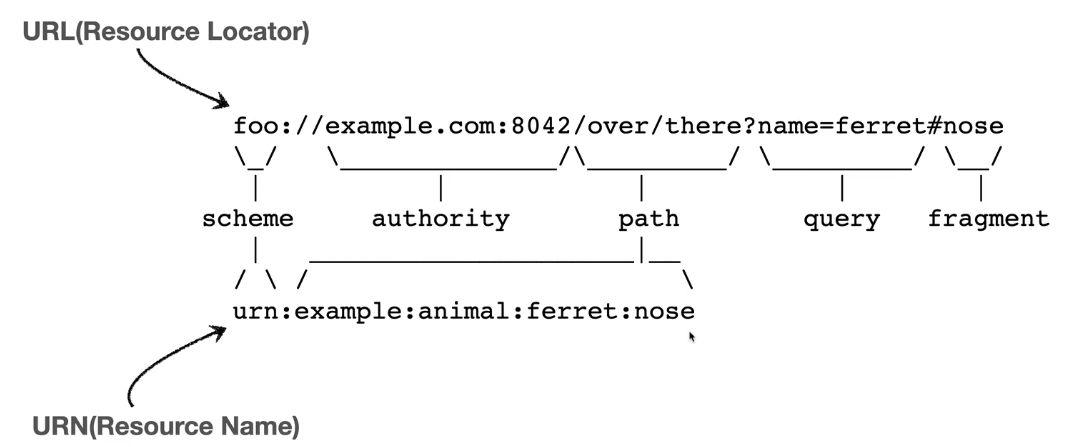 URL(Resource Locator)
foo://example.com:8042/over/there?name=ferret#nose
scheme authority path query fragment
urn:example:animal:ferret:nose
URN(Resource Name)